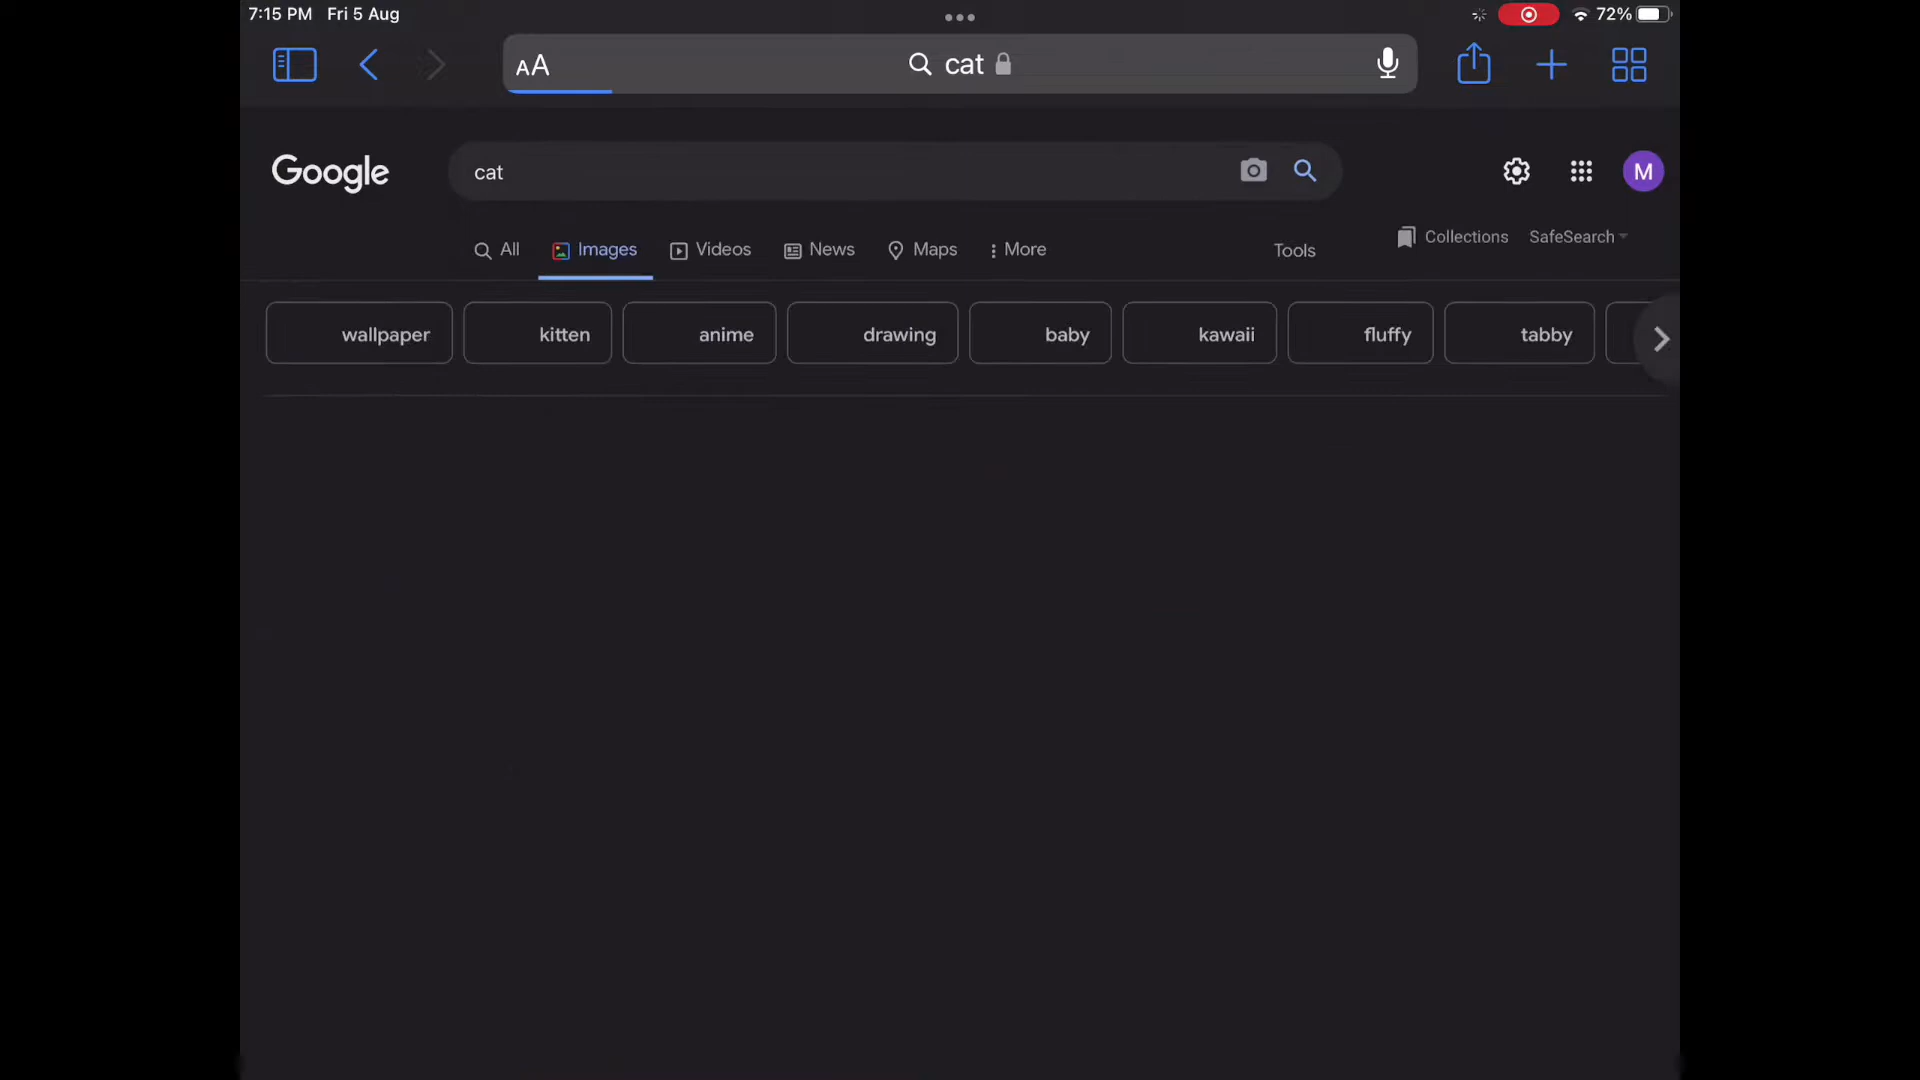 7:15 PM Fri 5 Aug
72%
AA
cat
Google
cat
M
All
Images
Videos
News
Maps
More
Tools
Collections
SafeSearch
wallpaper
kitten
anime
drawing
baby
kawaii
fluffy
tabby